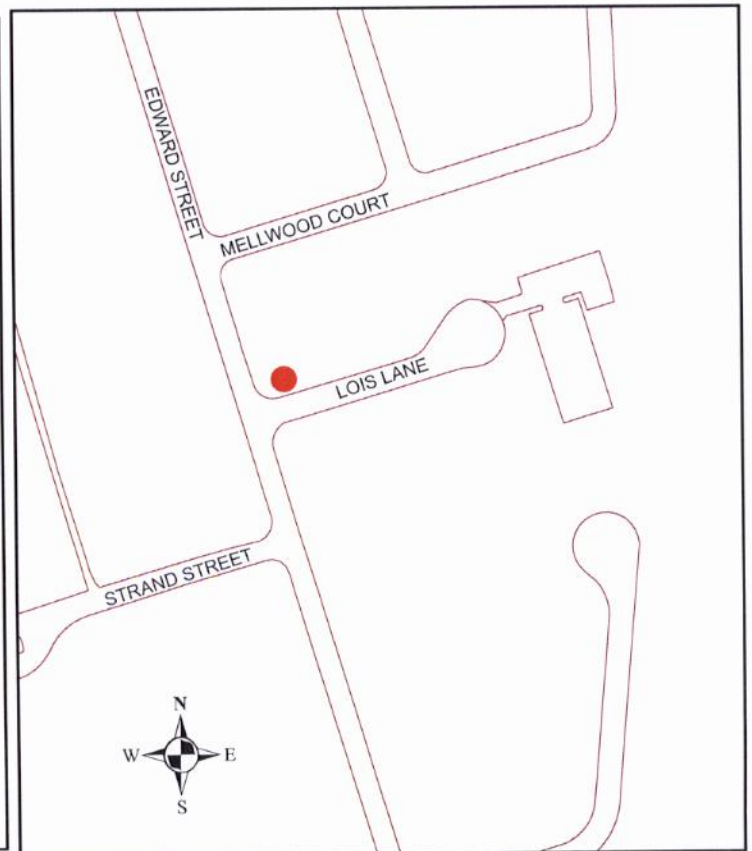 EDWARD STREET
MELLWOOD COURT
LOIS LANE
STRAND STREET
N
W E
S